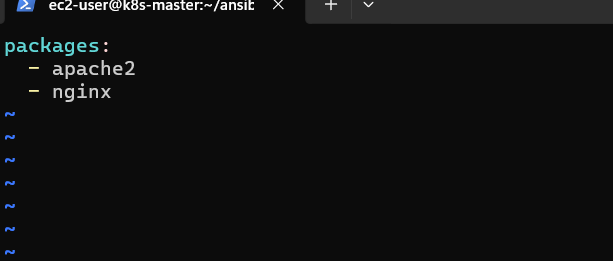 ec2-user@k8s-master:~/ansib
packages:
  - apache2
  - nginx
~
~
~
~
~
~
~